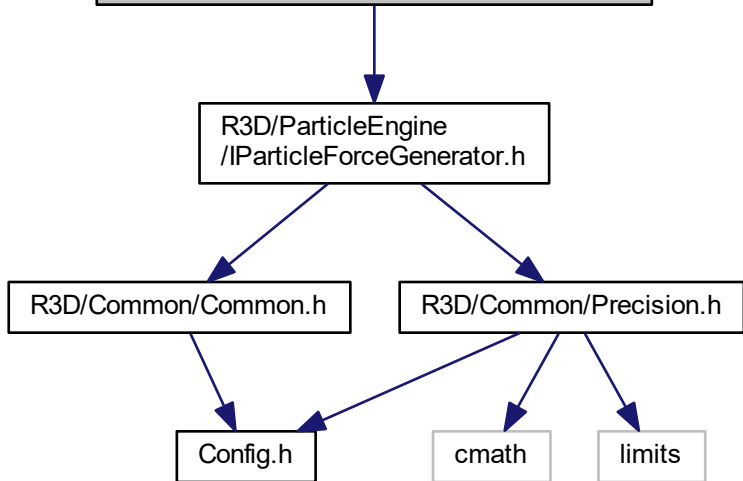 R3D/ParticleEngine
/IParticleForceGenerator.h
R3D/Common/Common.h
R3D/Common/Precision.h
Config.h
cmath
limits